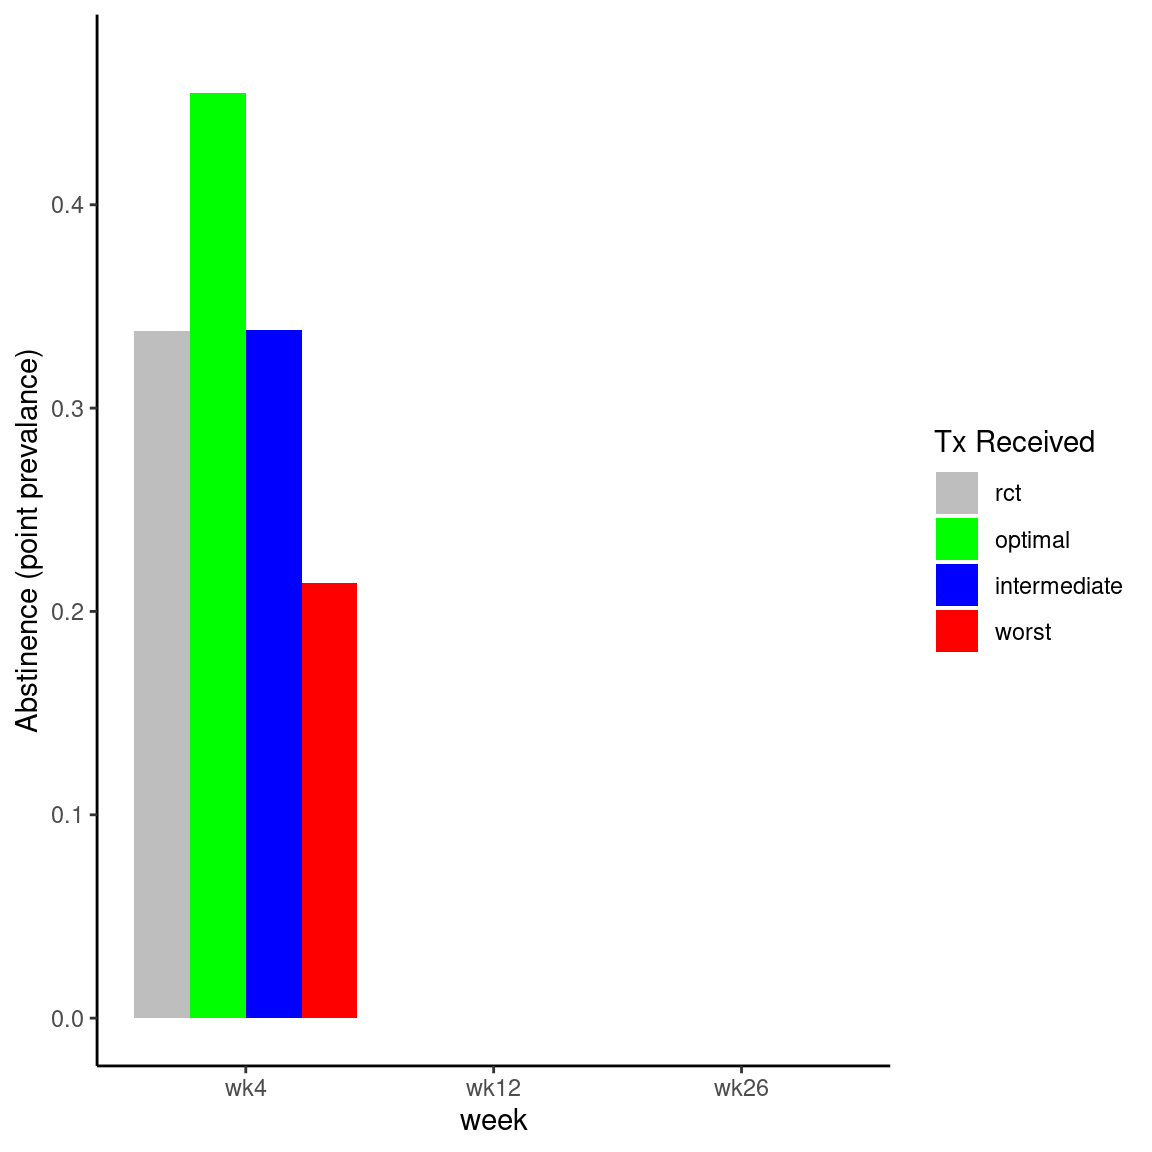 Abstinence (point prevalance)
0.4
0.3
0.2
0.1
0.0
wk4 wk12 wk26
week
Tx Received
rct
optimal
intermediate
worst